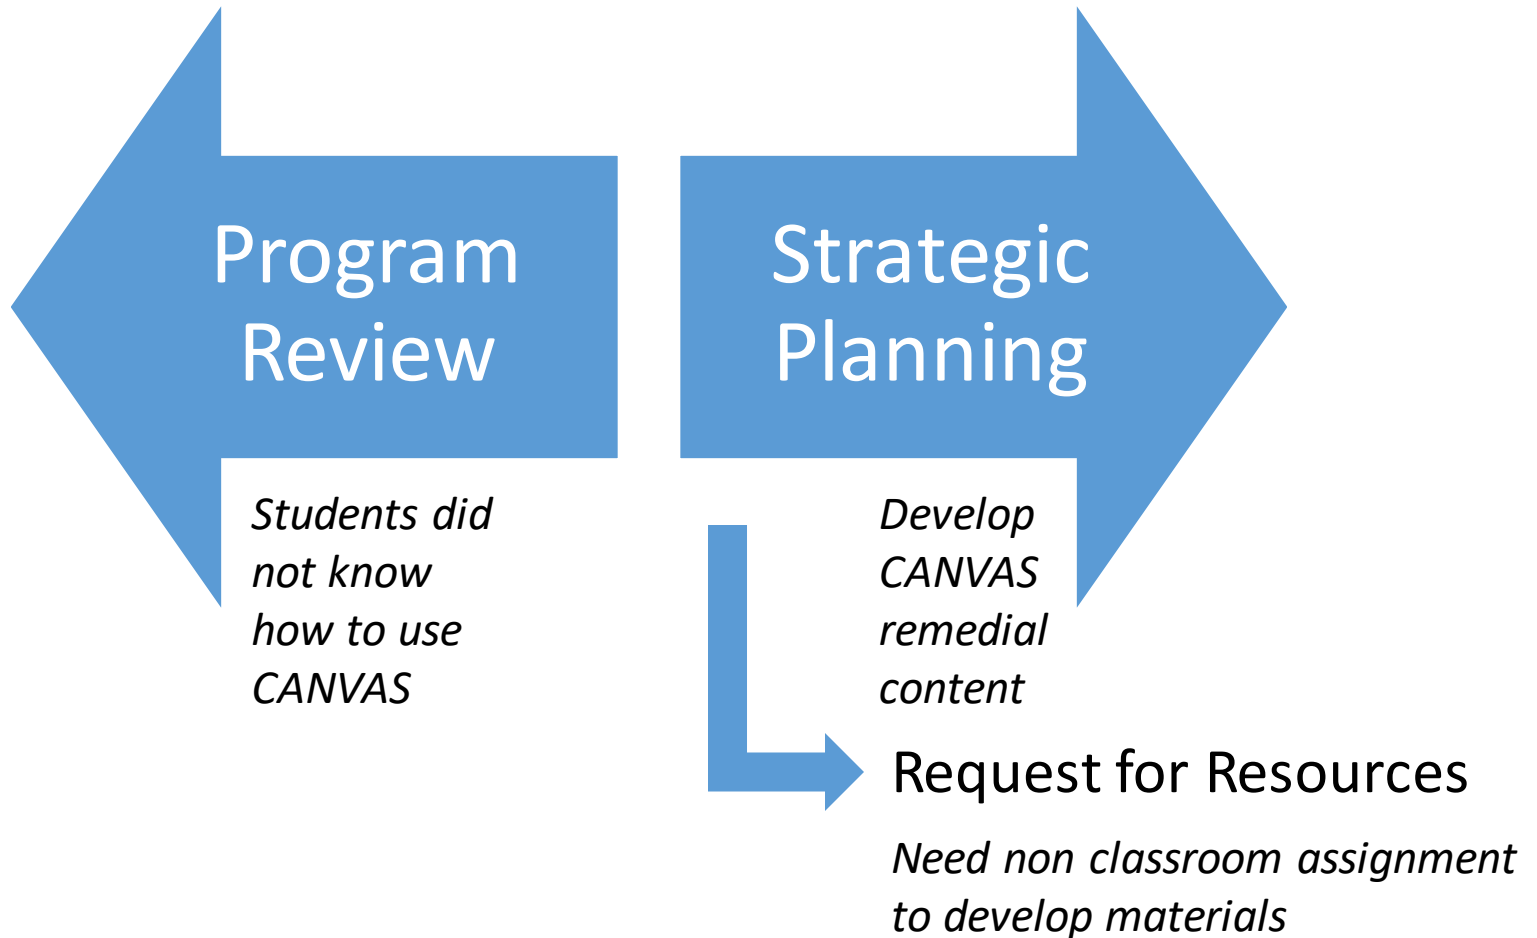 Program
Review
Strategic
Planning
Students did
not know
how to use
CANVAS
Develop
CANVAS
remedial
content
Request for Resources
Need non classroom assignment
to develop materials